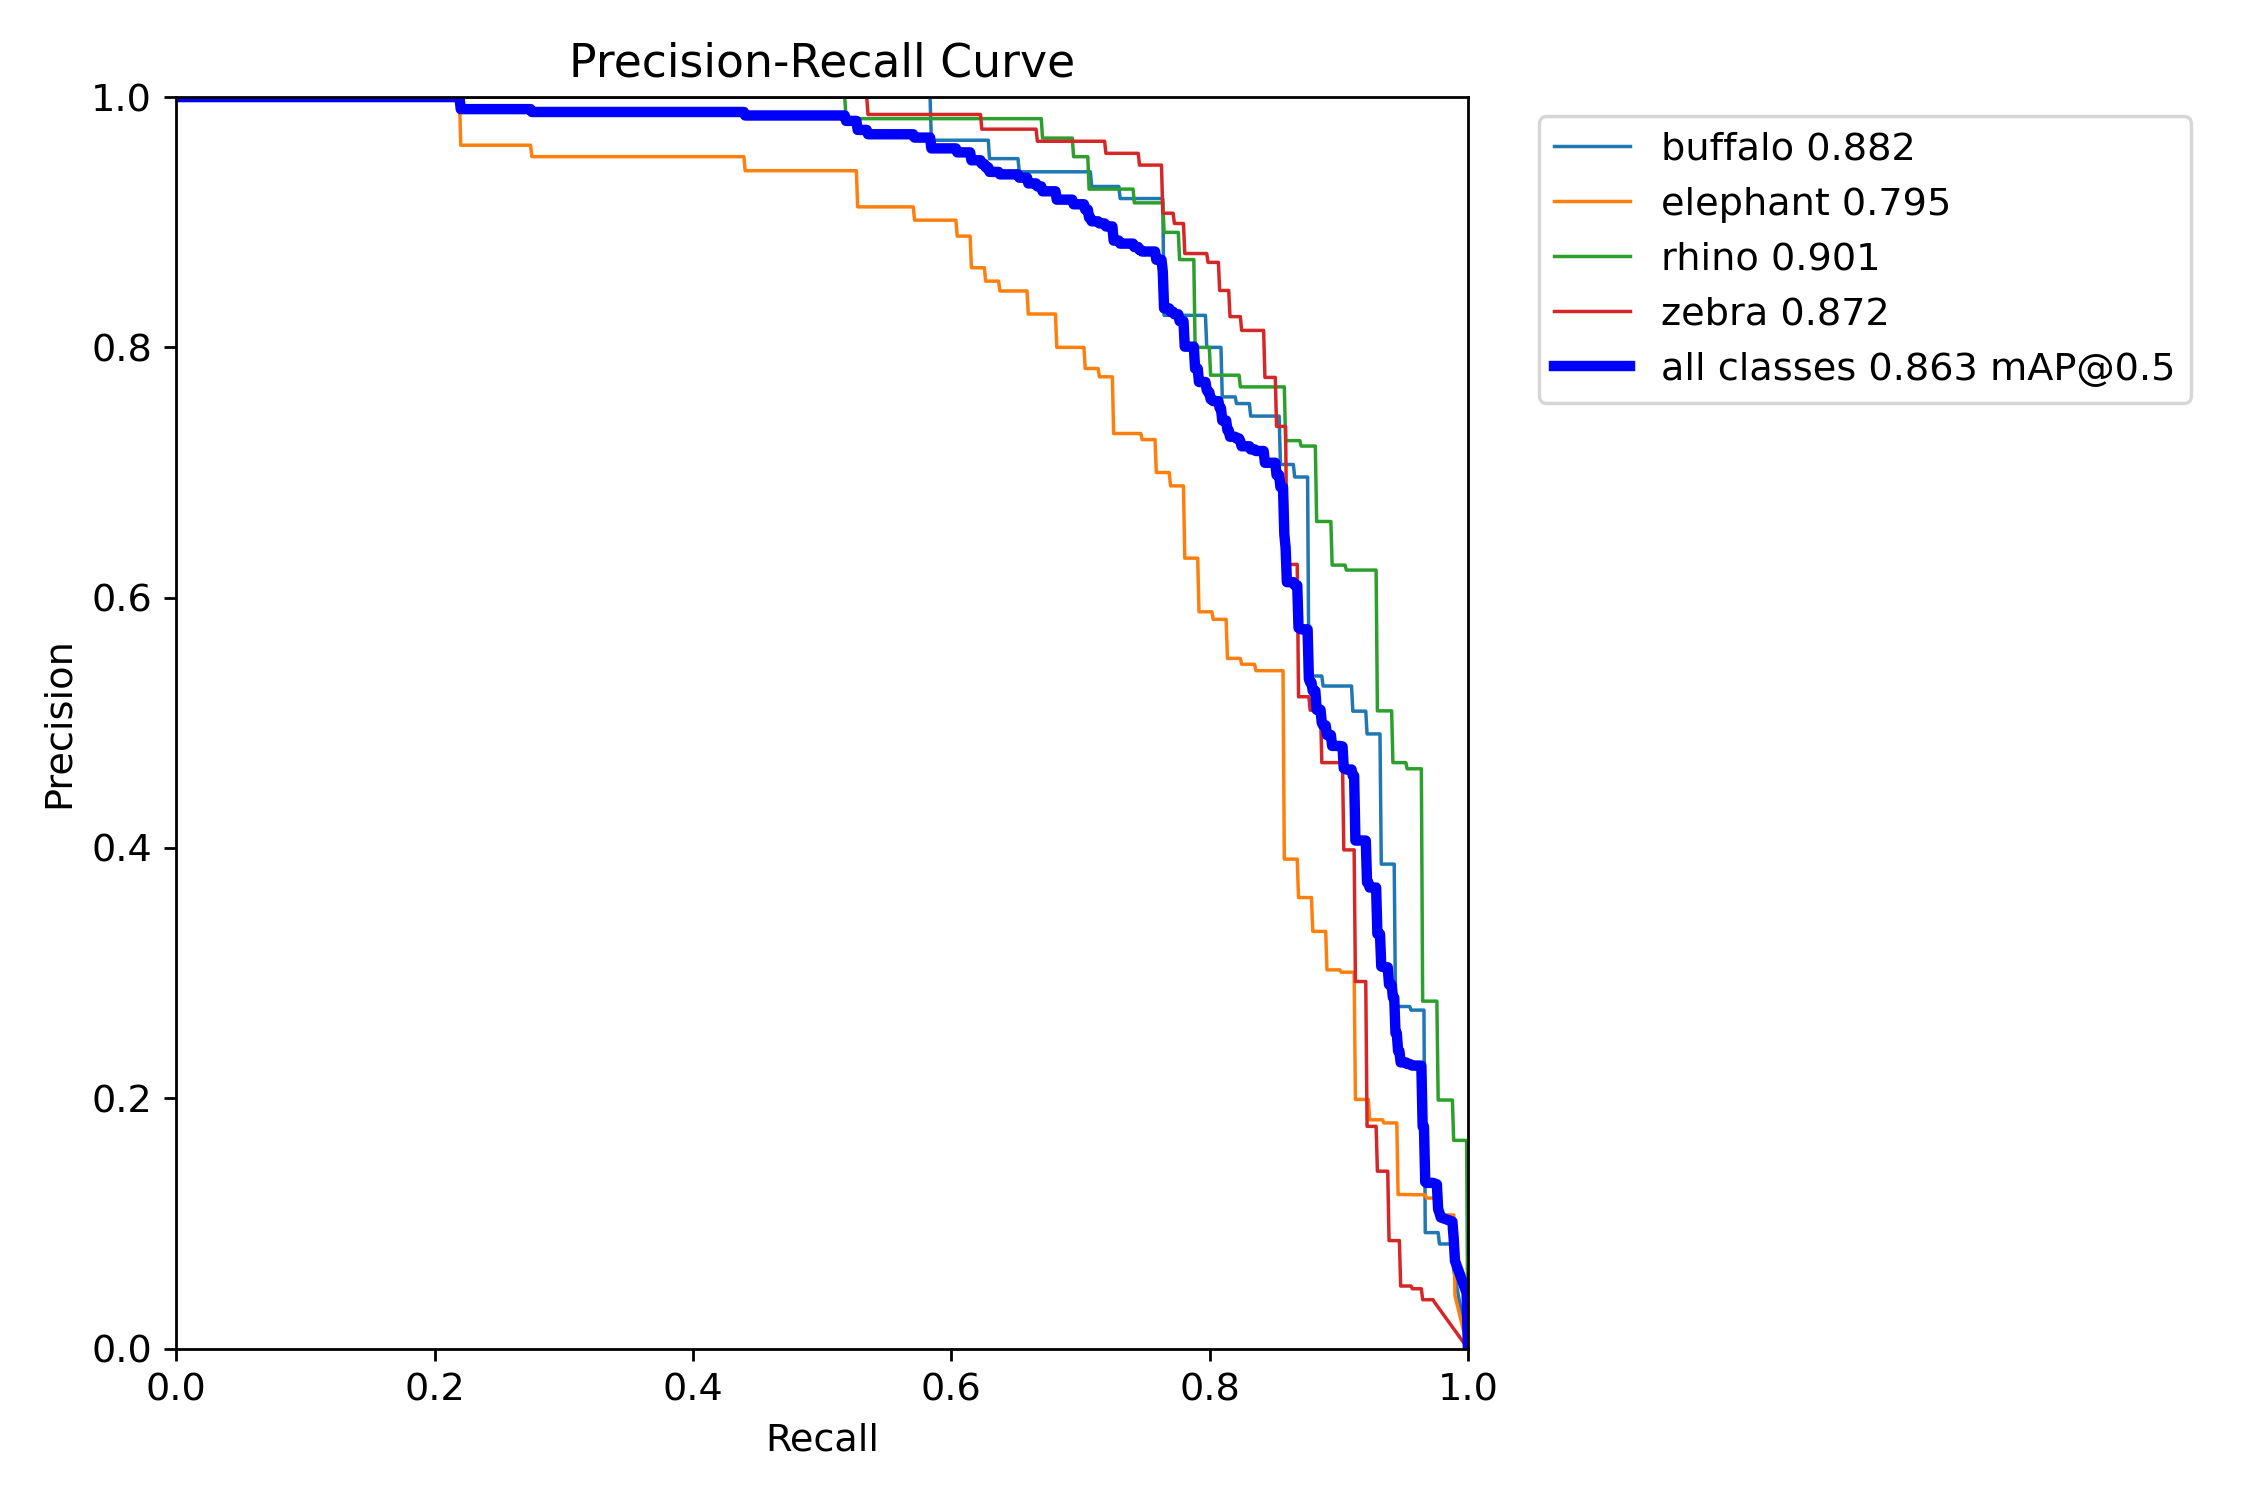 Precision-Recall Curve
1.0
0.8
0.6
0.4
0.2
0.0
Precision
0.0 0.2 0.4 0.6 0.8 1.0
Recall
buffalo 0.882
elephant 0.795
rhino 0.901
zebra 0.872
all classes 0.863 mAP@0.5